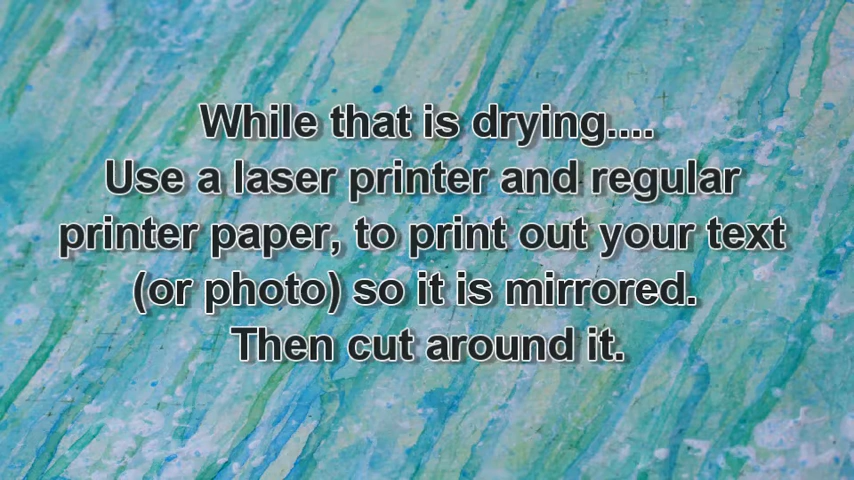 While that is drying....
Use a laser printer and regular
printer paper, to print out your text
(or photo) so it is mirrored.
Then cut around it.